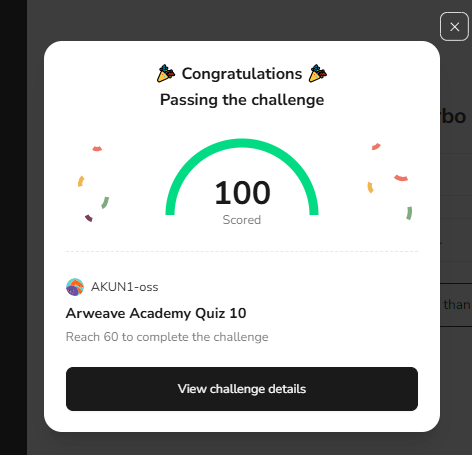 Congratulations
Passing the challenge
100
Scored
AKUN1-oss
Arweave Academy Quiz 10
Reach 60 to complete the challenge
View challenge details
rbo
than